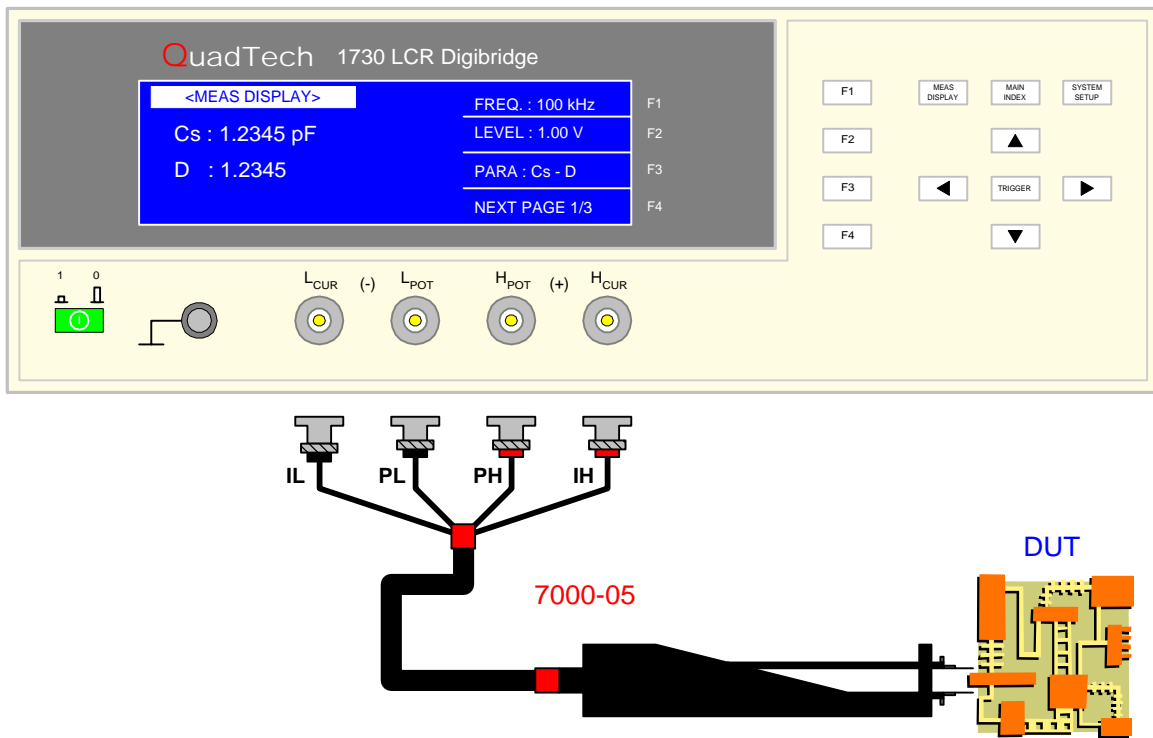 QuadTech 1730 LCR Digibridge
<MEAS DISPLAY>
Cs : 1.2345 pF
D : 1.2345
FREQ. : 100 kHz F1
LEVEL : 1.00 V F2
PARA : Cs - D F3
NEXT PAGE 1/3 F4
F1
MEAS DISPLAY
MAIN INDEX
SYSTEM SETUP
F2
F3
TRIGGER
F4
1 0
LCUR (-) LPOT HPOT (+) HCUR
IL PL PH IH
7000-05
DUT